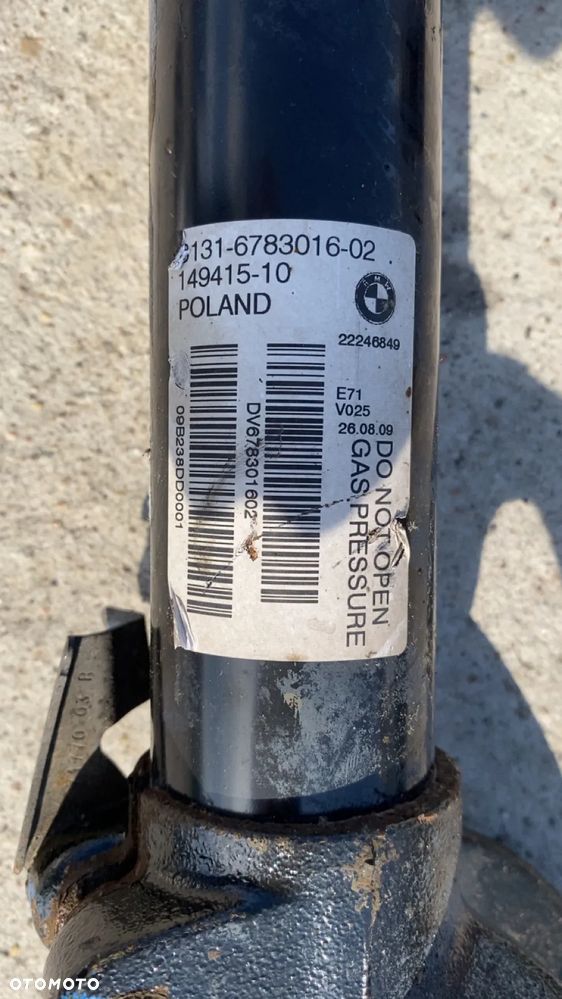 3131-6783016-02
149415-10
POLAND
BMW
22246849
E71
V025
26.08.09
09B238DD0001
DV678301602
DO NOT OPEN
GAS PRESSURE
OTOMOTO